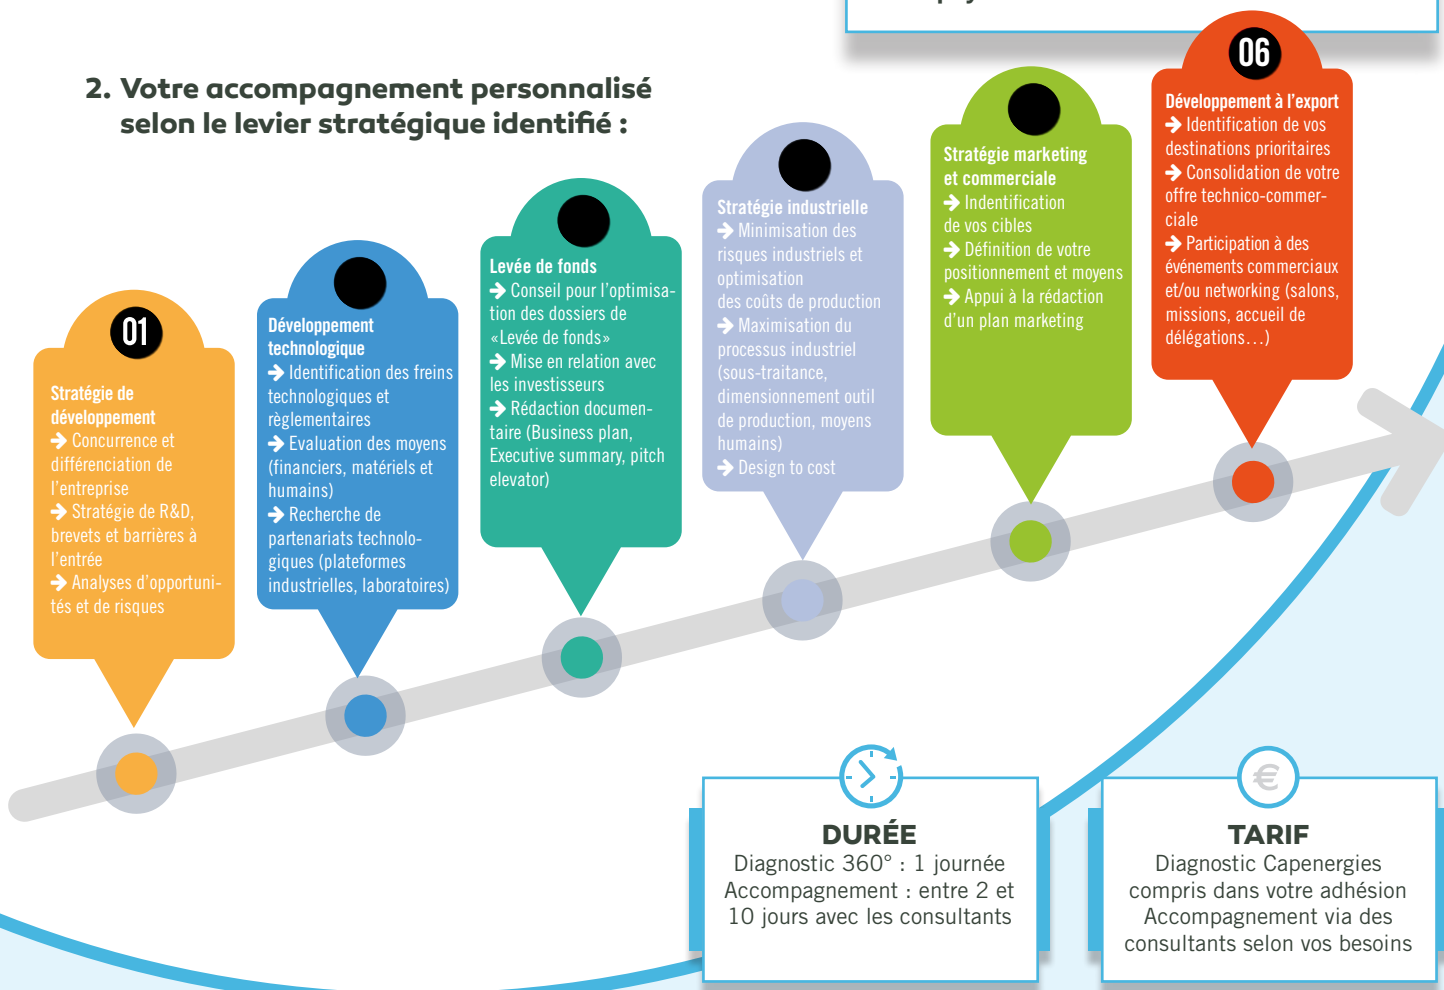 2. Votre accompagnement personnalisé
selon le levier stratégique identifié :
01
Stratégie de
développement
➔ Concurrence et
différenciation de
l'entreprise
➔ Stratégie de R&D,
brevets et barrières à
l'entrée
➔ Analyses d'opportuni-
tés et de risques
Développement
technologique
➔ Identification des freins
technologiques et
règlementaires
➔ Evaluation des moyens
(financiers, matériels et
humains)
➔ Recherche de
partenariats technolo-
giques (plateformes
industrielles, laboratoires)
Levée de fonds
➔ Conseil pour l'optimisa-
tion des dossiers de
«Levée de fonds»
➔ Mise en relation avec
les investisseurs
➔ Rédaction documen-
taire (Business plan,
Executive summary, pitch
elevator)
Stratégie industrielle
➔ Minimisation des
risques industriels et
optimisation
des coûts de production
➔ Maximisation du
processus industriel
(sous-traitance,
dimensionnement outil
de production, moyens
humains)
➔ Design to cost
Stratégie marketing
et commerciale
➔ Indentification
de vos cibles
➔ Définition de votre
positionnement et moyens
➔ Appui à la rédaction
d'un plan marketing
06
Développement à l'export
➔ Identification de vos
destinations prioritaires
➔ Consolidation de votre
offre technico-commer-
ciale
➔ Participation à des
événements commerciaux
et/ou networking (salons,
missions, accueil de
délégations…)
DURÉE
Diagnostic 360° : 1 journée
Accompagnement : entre 2 et
10 jours avec les consultants
€
TARIF
Diagnostic Capenergies
compris dans votre adhésion
Accompagnement via des
consultants selon vos besoins